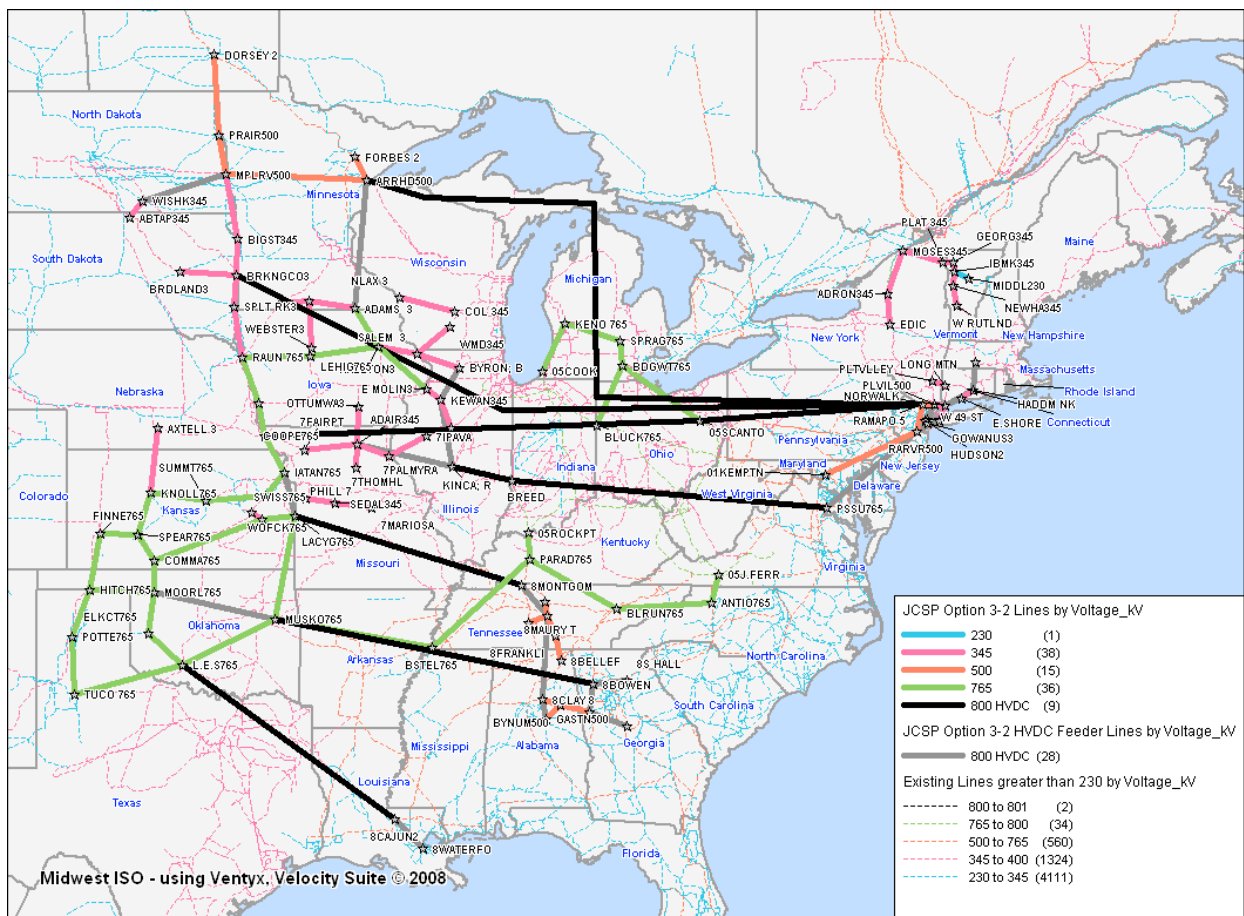 DORSEY 2
North Dakota
PRAIR500
FORBES 2
MPLRV500
ARRHD500
Minnesota
WISHK345
ABTAP345
PLAT 345
GEORG345
BIGST345
MOSES345
IBMK345
Maine
South Dakota
Wisconsin
BRKNGCO3
NLAX 3
Michigan
MIDDL230
BRDLAND3
ADRON345
NEWHA345
SPLT RK3
ADAMS 3
COL 345
KENO 765
EDIC
W RUTLND
WEBSTER3
SALEM 3
WMD345
SPRAG765
New York
Vermont
New Hampshire
RAUN 765
LEHIG765
ON3
BYRON; B
05COOK
BDGWT765
LONG MTN
PLTVLLEY
Massachusetts
Nebraska
Iowa
E MOLIN3
PLVIL500
Rhode Island
OTTUMWA3
KEWAN345
NORWALK
HADDM NK
7FAIRPT
ADAIR345
RAMAPO 5
W 49 ST
E.SHORE
Connecticut
AXTELL 3
COOPE765
7IPAVA
BLUCK765
05SCANTO
Pennsylvania
GOWANUS3
RARVR500
New Jersey
HUDSON2
SUMMT765
IATAN765
7PALMYRA
Indiana
Ohio
01KEMPTN
Maryland
7THOMHL
KINCA; R
BREED
West Virginia
Delaware
Colorado
KNOLL765
SWISS765
PHILL 7
SEDAL345
Illinois
PSSU765
Kansas
FINNE765
7MARIOSA
WOFCK765
LACYG765
SPEAR765
05ROCKPT
Kentucky
COMMA765
Missouri
PARAD765
Virginia
HITCH765
MOORL765
8MONTGOM
05J.FERR
ELKCT765
BLRUN765
ANTIO765
POTTE765
Oklahoma
MUSKO765
Tennessee
8MAURY T
Arkansas
BSTEL765
8FRANKLI
North Carolina
L.E.S765
8BELLEF
8S.HALL
TUCO 765
8BOWEN
8CLAY 8
South Carolina
BYNUM500
GASTN500
Mississippi
Alabama
Georgia
Louisiana
Texas
8CAJUN2
8WATERFO
Florida
Midwest ISO - using Ventyx, Velocity Suite © 2008
JCSP Option 3-2 Lines by Voltage_kV
230 (1)
345 (38)
500 (15)
765 (36)
800 HVDC (9)
JCSP Option 3-2 HVDC Feeder Lines by Voltage_kV
800 HVDC (28)
Existing Lines greater than 230 by Voltage_kV
800 to 801 (2)
765 to 800 (34)
500 to 765 (560)
345 to 400 (1324)
230 to 345 (4111)